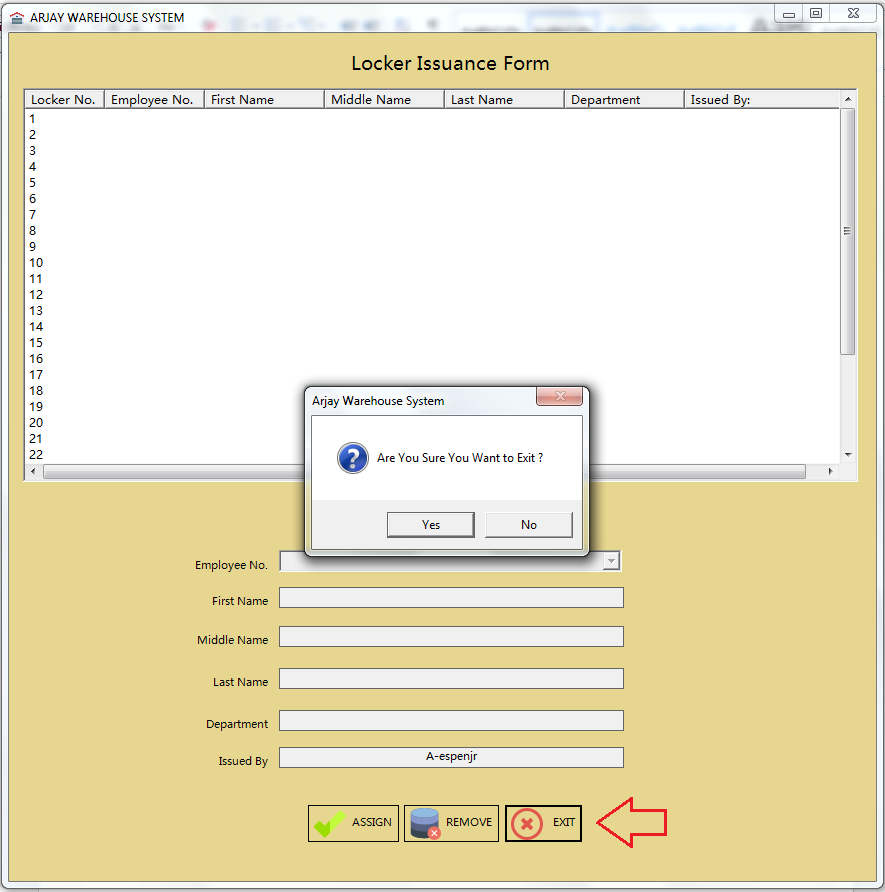 ARJAY WAREHOUSE SYSTEM
Locker Issuance Form
Locker No. Employee No. First Name Middle Name Last Name Department Issued By:
1
2
3
4
5
6
7
8
9
10
11
12
13
14
15
16
17
18
19
20
21
22
Arjay Warehouse System
Are You Sure You Want to Exit ?
Yes No
Employee No.
First Name
Middle Name
Last Name
Department
Issued By A-espenjr
ASSIGN REMOVE EXIT